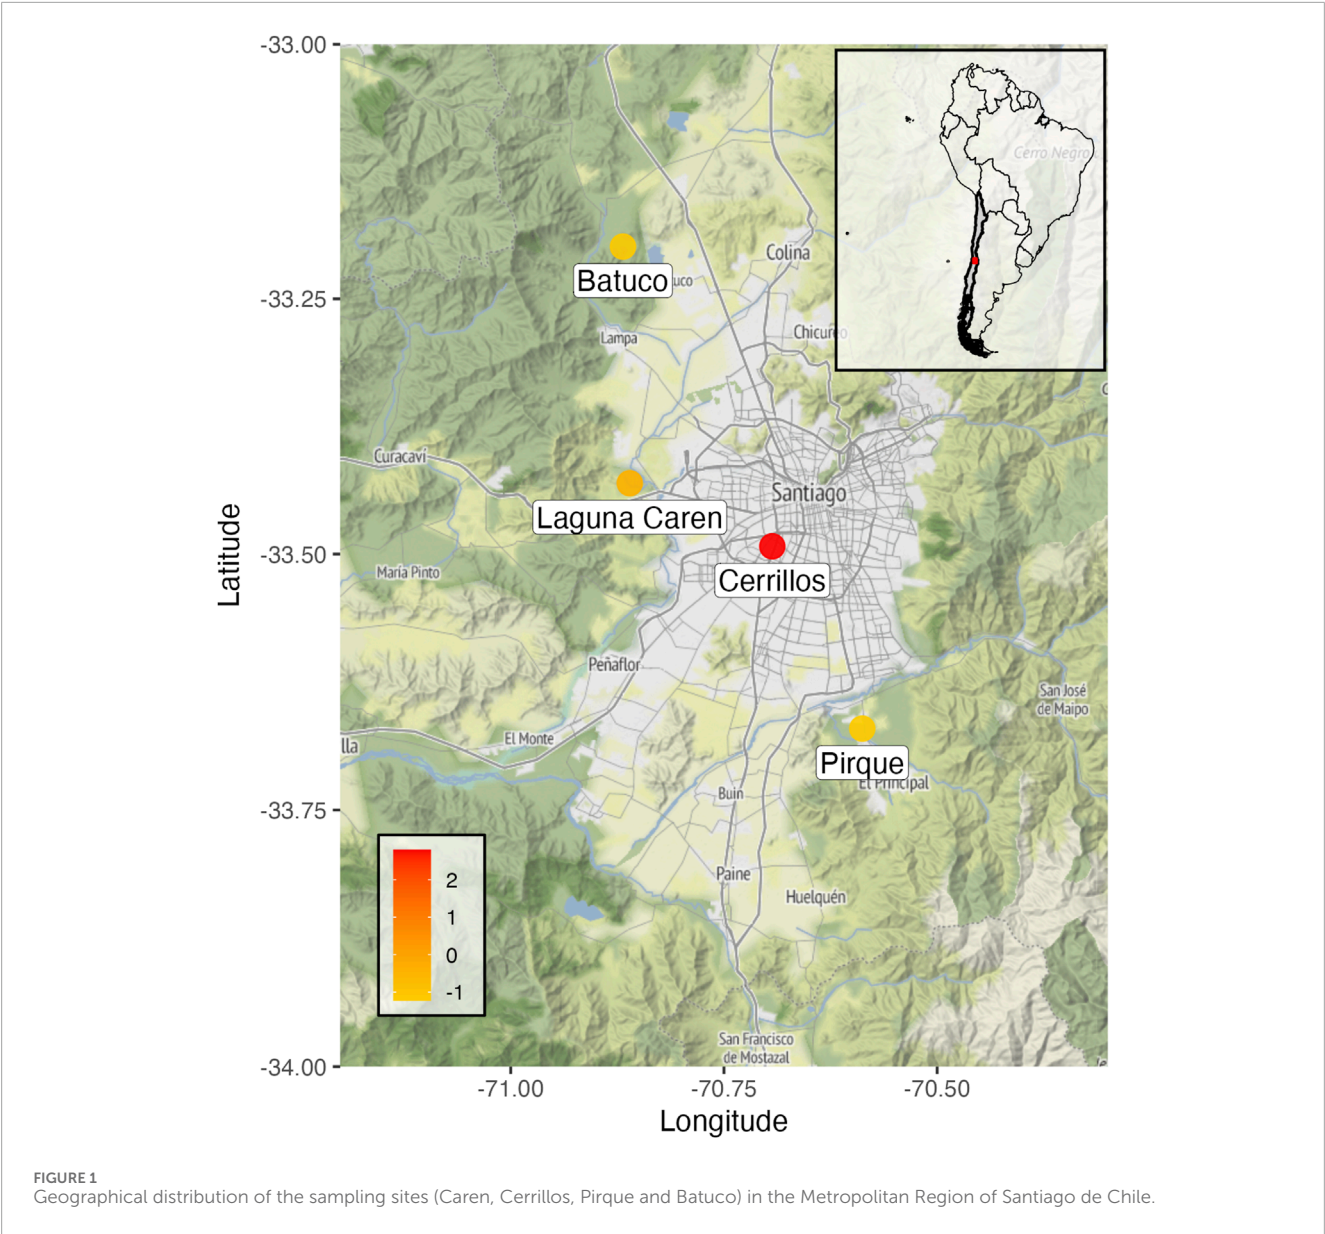 -33.00
Cerro Negro
Colina
Batuco
uco
-33.25
Lampa
Chicureo
Curacaví
Santiago
Laguna Caren
Latitude
-33.50
María Pinto
Cerrillos
Peñaflor
San José
de Maipo
El Monte
lla
Pirque
El Principal
Buin
-33.75
Paine
Huelquén
2
1
0
-1
San Francisco
de Mostazal
-34.00
-71.00
-70.75
-70.50
Longitude
FIGURE 1
Geographical distribution of the sampling sites (Caren, Cerrillos, Pirque and Batuco) in the Metropolitan Region of Santiago de Chile.